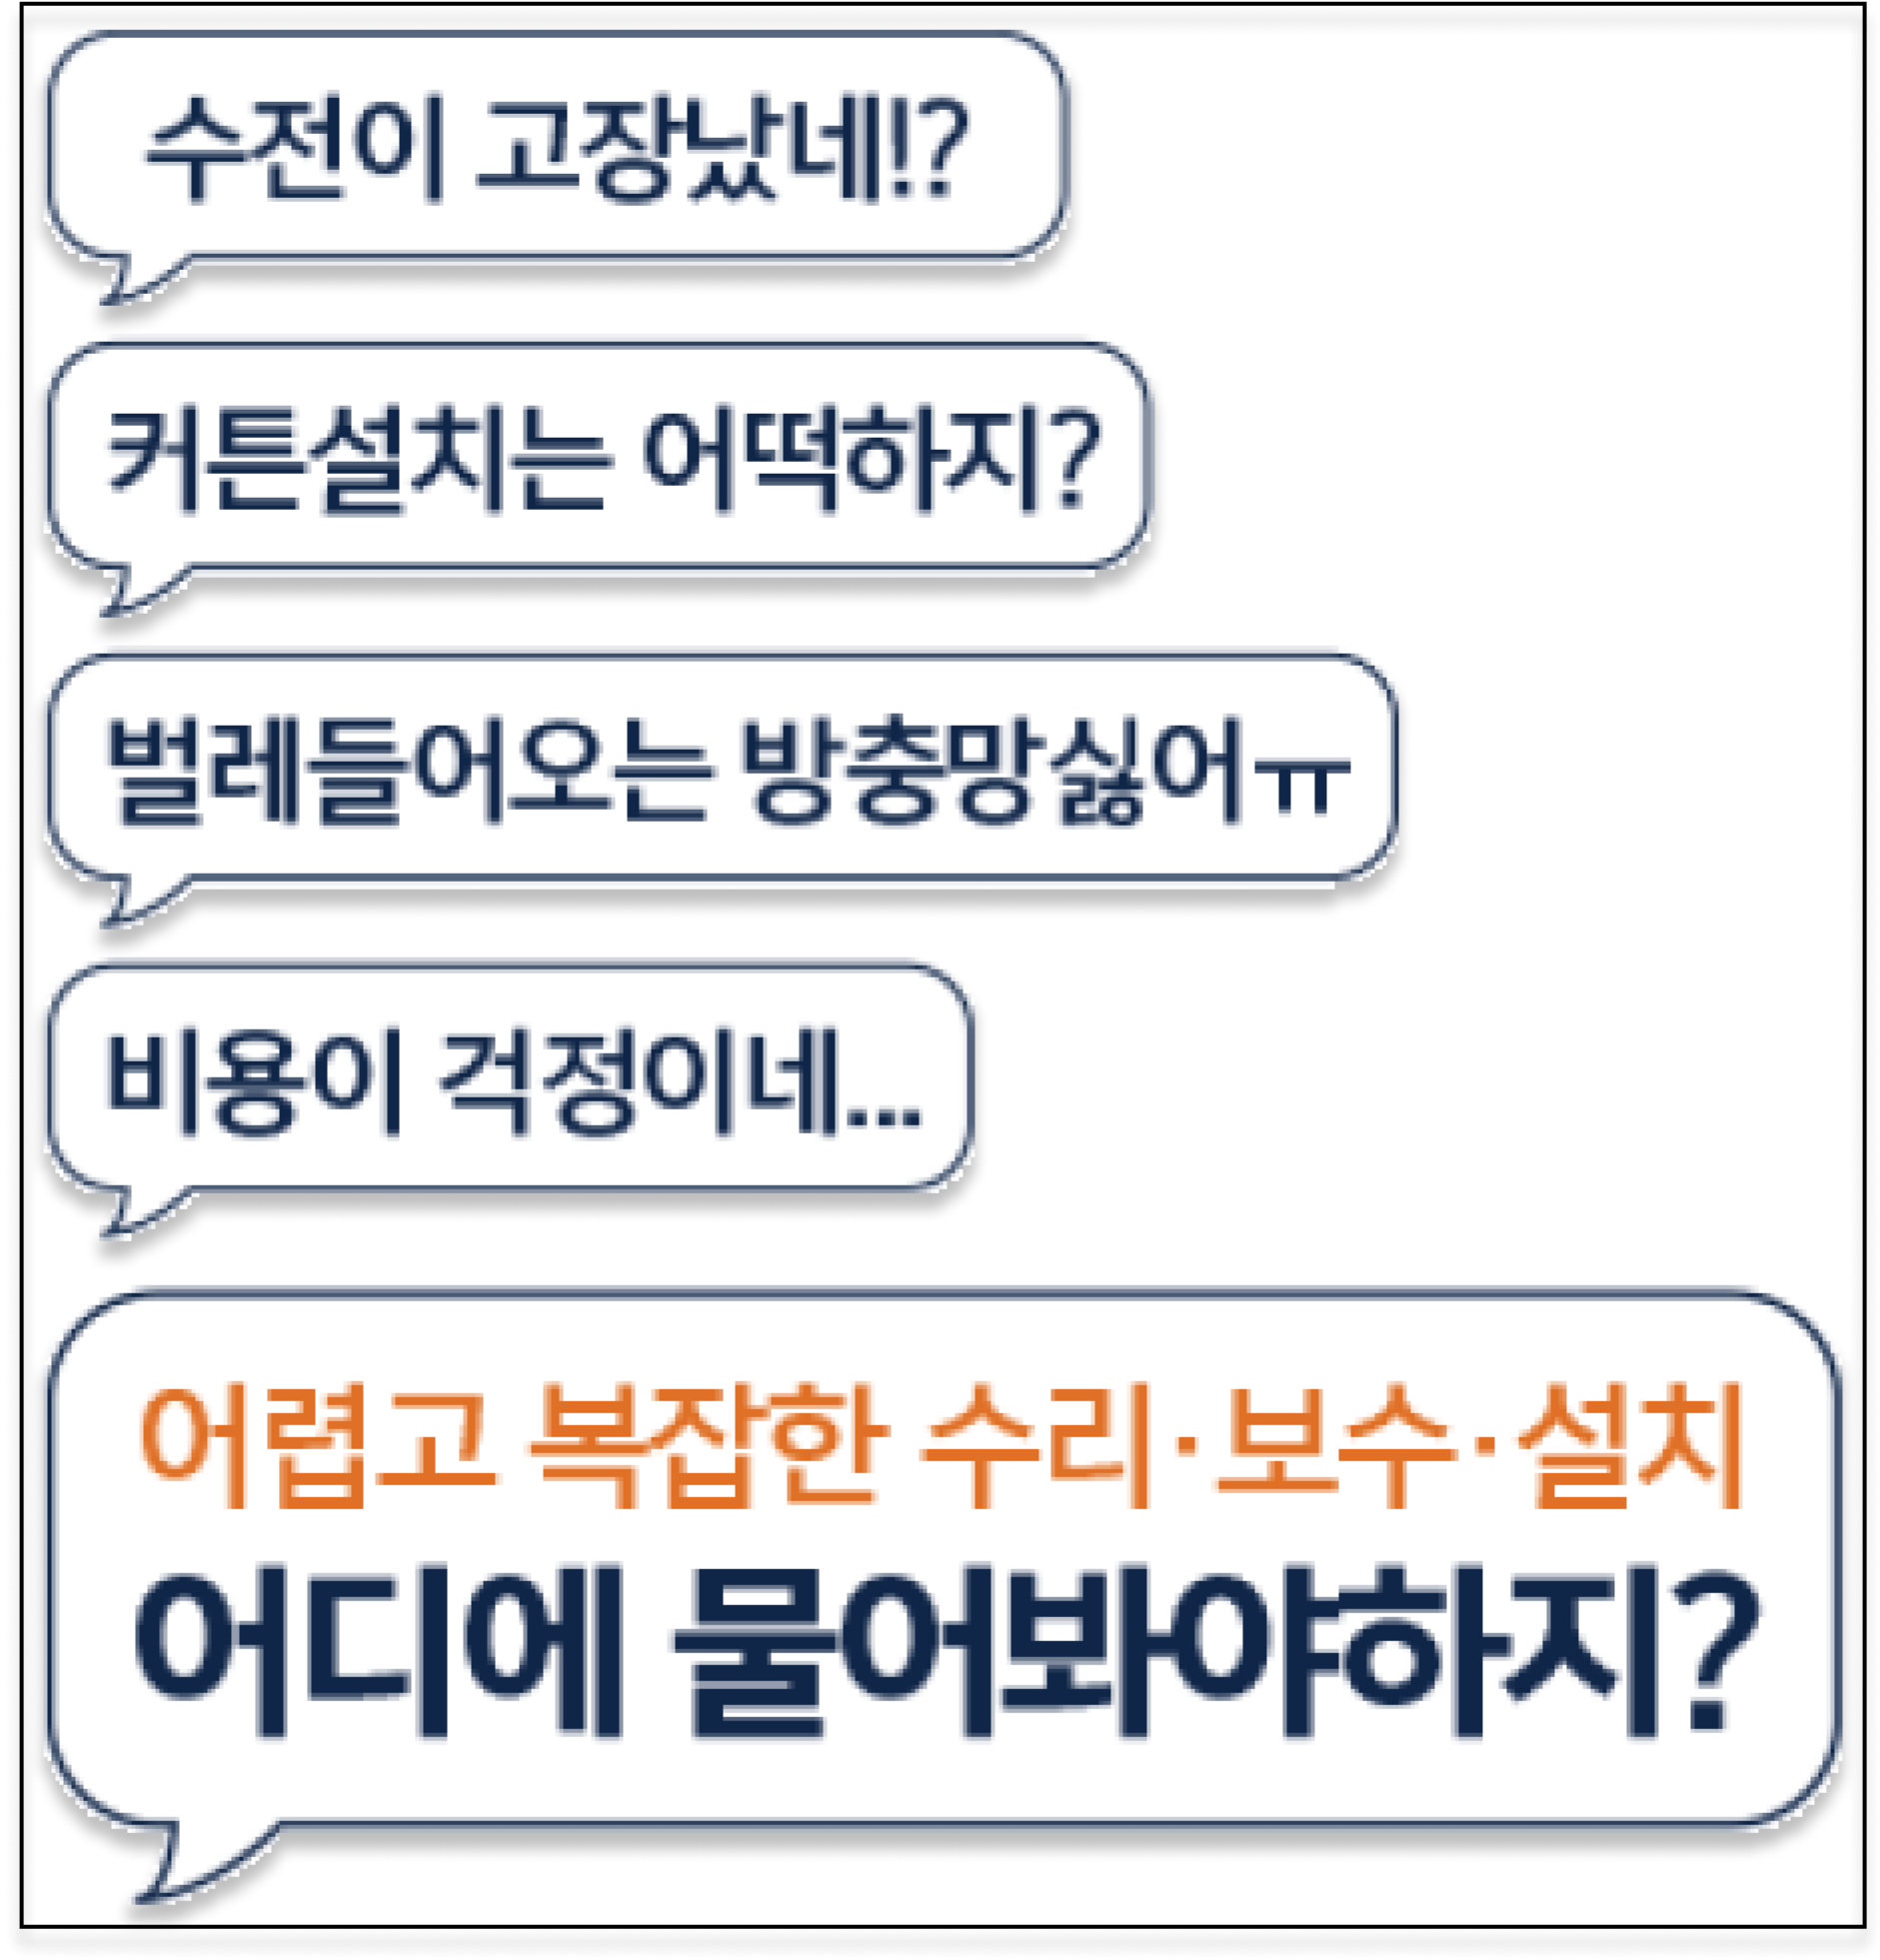 수전이 고장났네!?
커튼설치는 어떡하지?
벌레들어오는 방충망싫어ㅠ
비용이 걱정이네...
어렵고 복잡한 수리·보수·설치
어디에 물어봐야하지?